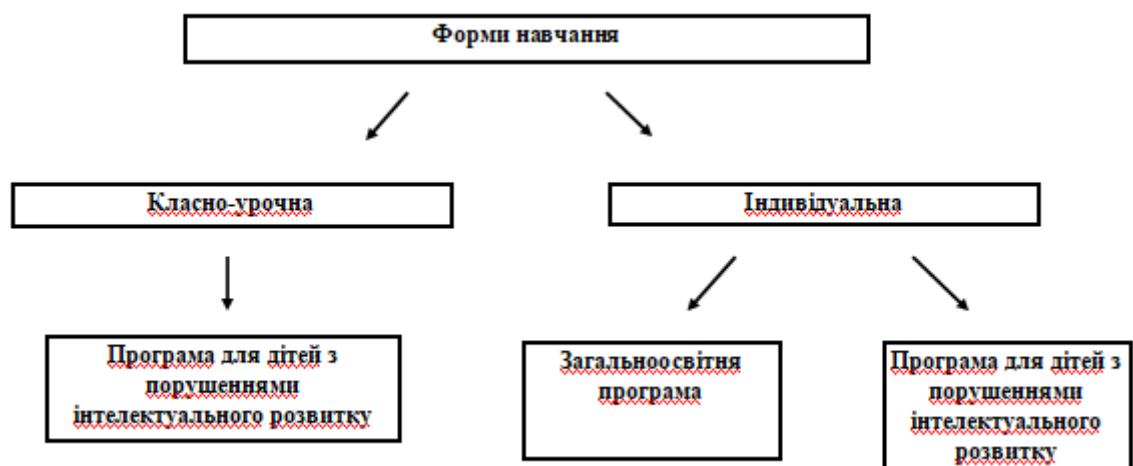 Форми навчання
Класно-урочна
Індивідуальна
Програма для дітей з
порушеннями
інтелектуального розвитку
Загальноосвітня
програма
Програма для дітей з
порушеннями
інтелектуального
розвитку